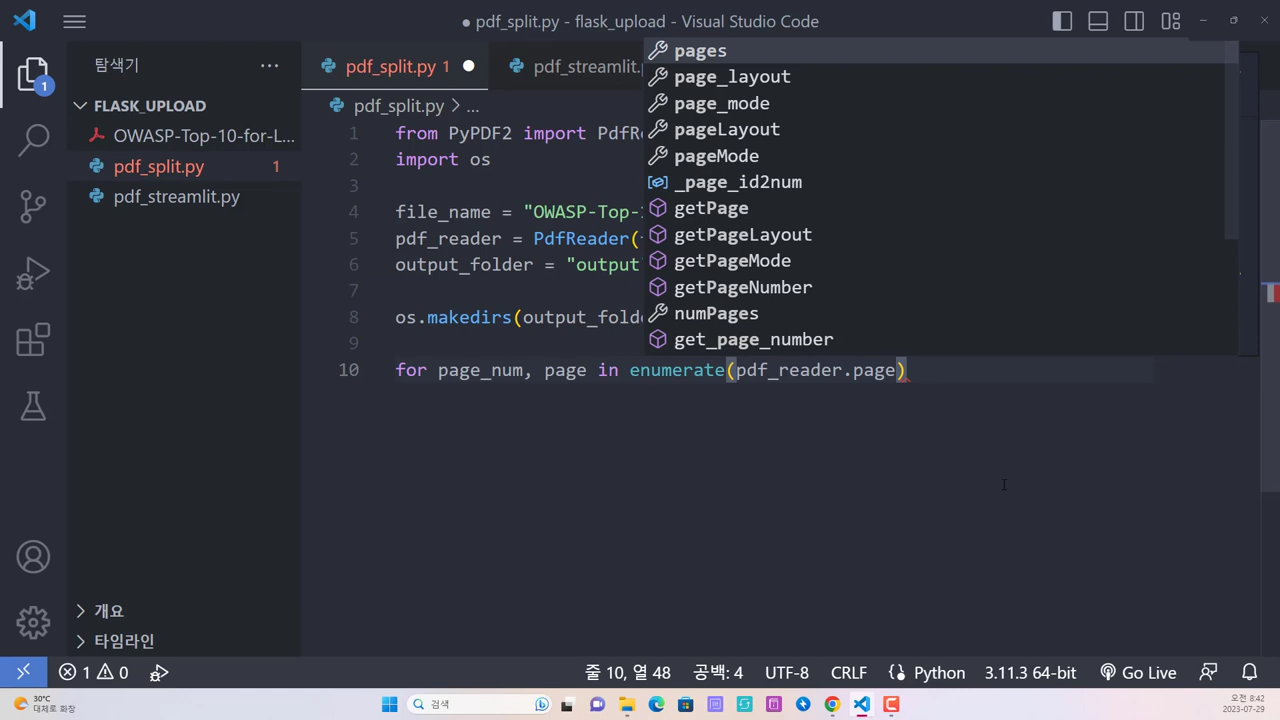 pdf_split.py - flask_upload - Visual Studio Code
탐색기
FLASK_UPLOAD
OWASP-Top-10-for-L...
pdf_split.py 1
pdf_streamlit.py
개요
타임라인
1
pdf_split.py 1
pdf_streamlit.
pdf_split.py > ...
1 from PyPDF2 import PdfRe
2 import os
3
4 file_name = "OWASP-Top-
5 pdf_reader = PdfReader(
6 output_folder = "output
7
8 os.makedirs(output_folde
9
10 for page_num, page in enumerate(pdf_reader.page)
pages
page_layout
page_mode
pageLayout
pageMode
_page_id2num
getPage
getPageLayout
getPageMode
getPageNumber
numPages
get_page_number
1 0
줄 10, 열 48 공백: 4 UTF-8 CRLF Python 3.11.3 64-bit Go Live
30°C
대체로 화창
검색
오전 8:42
2023-07-29